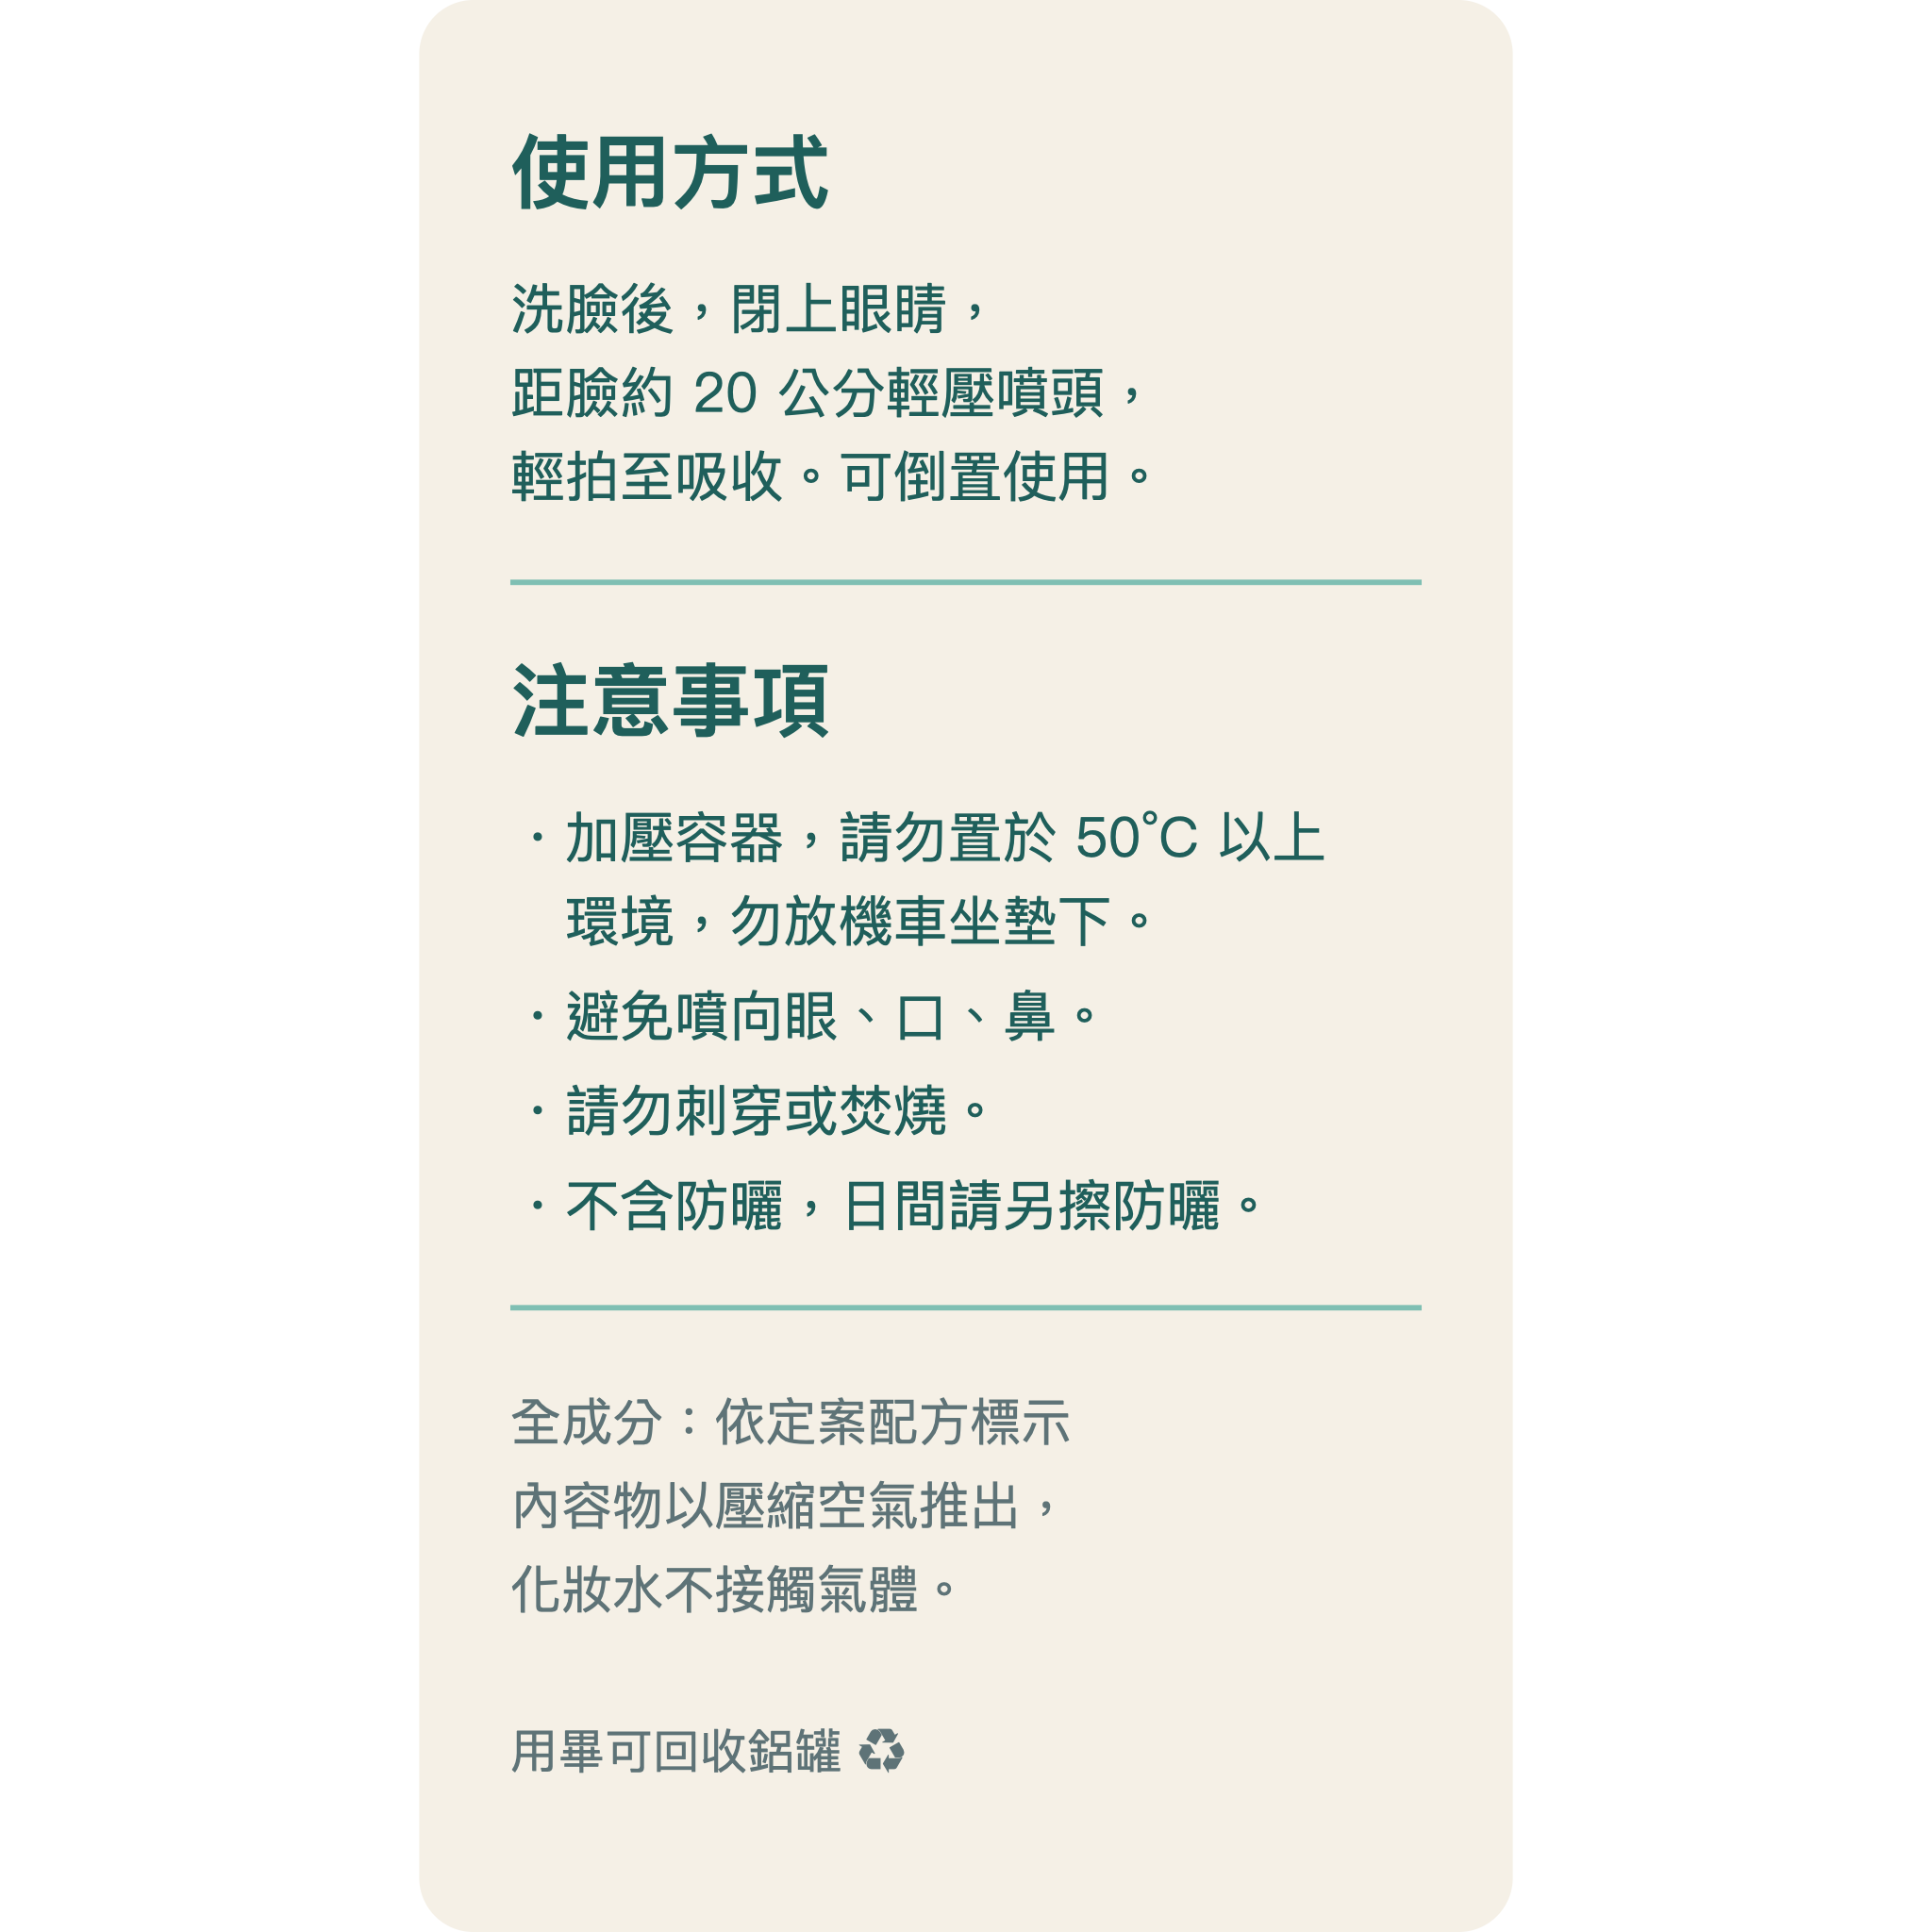 使用方式
洗臉後，閉上眼睛，
距臉約 20 公分輕壓噴頭，
輕拍至吸收。可倒置使用。
注意事項
・加壓容器，請勿置於 50°C 以上
環境，勿放機車坐墊下。
・避免噴向眼、口、鼻。
・請勿刺穿或焚燒。
・不含防曬，日間請另擦防曬。
全成分：依定案配方標示
內容物以壓縮空氣推出，
化妝水不接觸氣體。
用畢可回收鋁罐 ♻